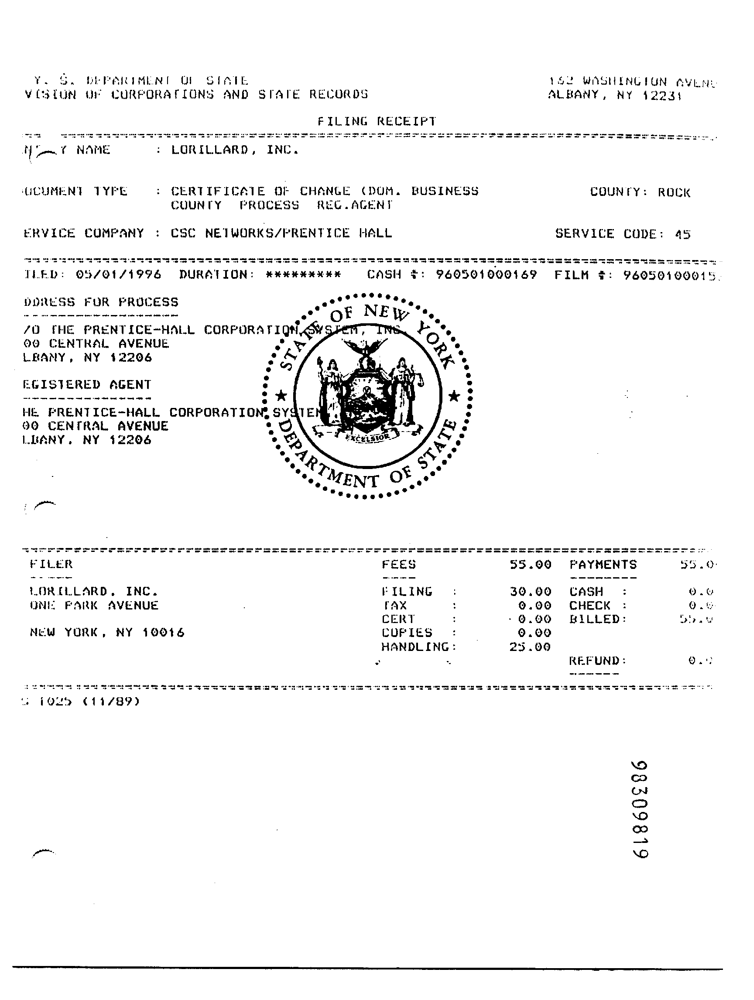 Y. S. DEPARTMENT OF STATE 162 WASHINGTON AVENU
VISION OF CORPORATIONS AND STATE RECORDS ALBANY, NY 12231
FILING RECEIPT
Y NAME : LORILLARD, INC.
OCUMENT TYPE : CERTIFICATE OF CHANGE (DOM. BUSINESS COUNTY: ROCK
COUNTY PROCESS REG.AGENT
ERVICE COMPANY : CSC NETWORKS/PRENTICE HALL SERVICE CODE: 45
ILED: 05/01/1996 DURATION: ********* CASH #: 960501000169 FILM #: 96050100015
DDRESS FOR PROCESS
/O THE PRENTICE-HALL CORPORATION SYSTEM, INC.
00 CENTRAL AVENUE
LBANY, NY 12206
EGISTERED AGENT
HE PRENTICE-HALL CORPORATION SYSTEM
00 CENTRAL AVENUE
LBANY, NY 12206
STATE OF NEW YORK
EXCELSIOR
DEPARTMENT OF STATE
FILER FEES 55.00 PAYMENTS 55.0
LORILLARD, INC. FILING : 30.00 CASH : 0.0
ONE PARK AVENUE TAX : 0.00 CHECK : 0.0
CERT : 0.00 BILLED: 55.0
NEW YORK, NY 10016 COPIES : 0.00
HANDLING: 25.00
REFUND: 0.0
S 1025 (11/89)
98309819